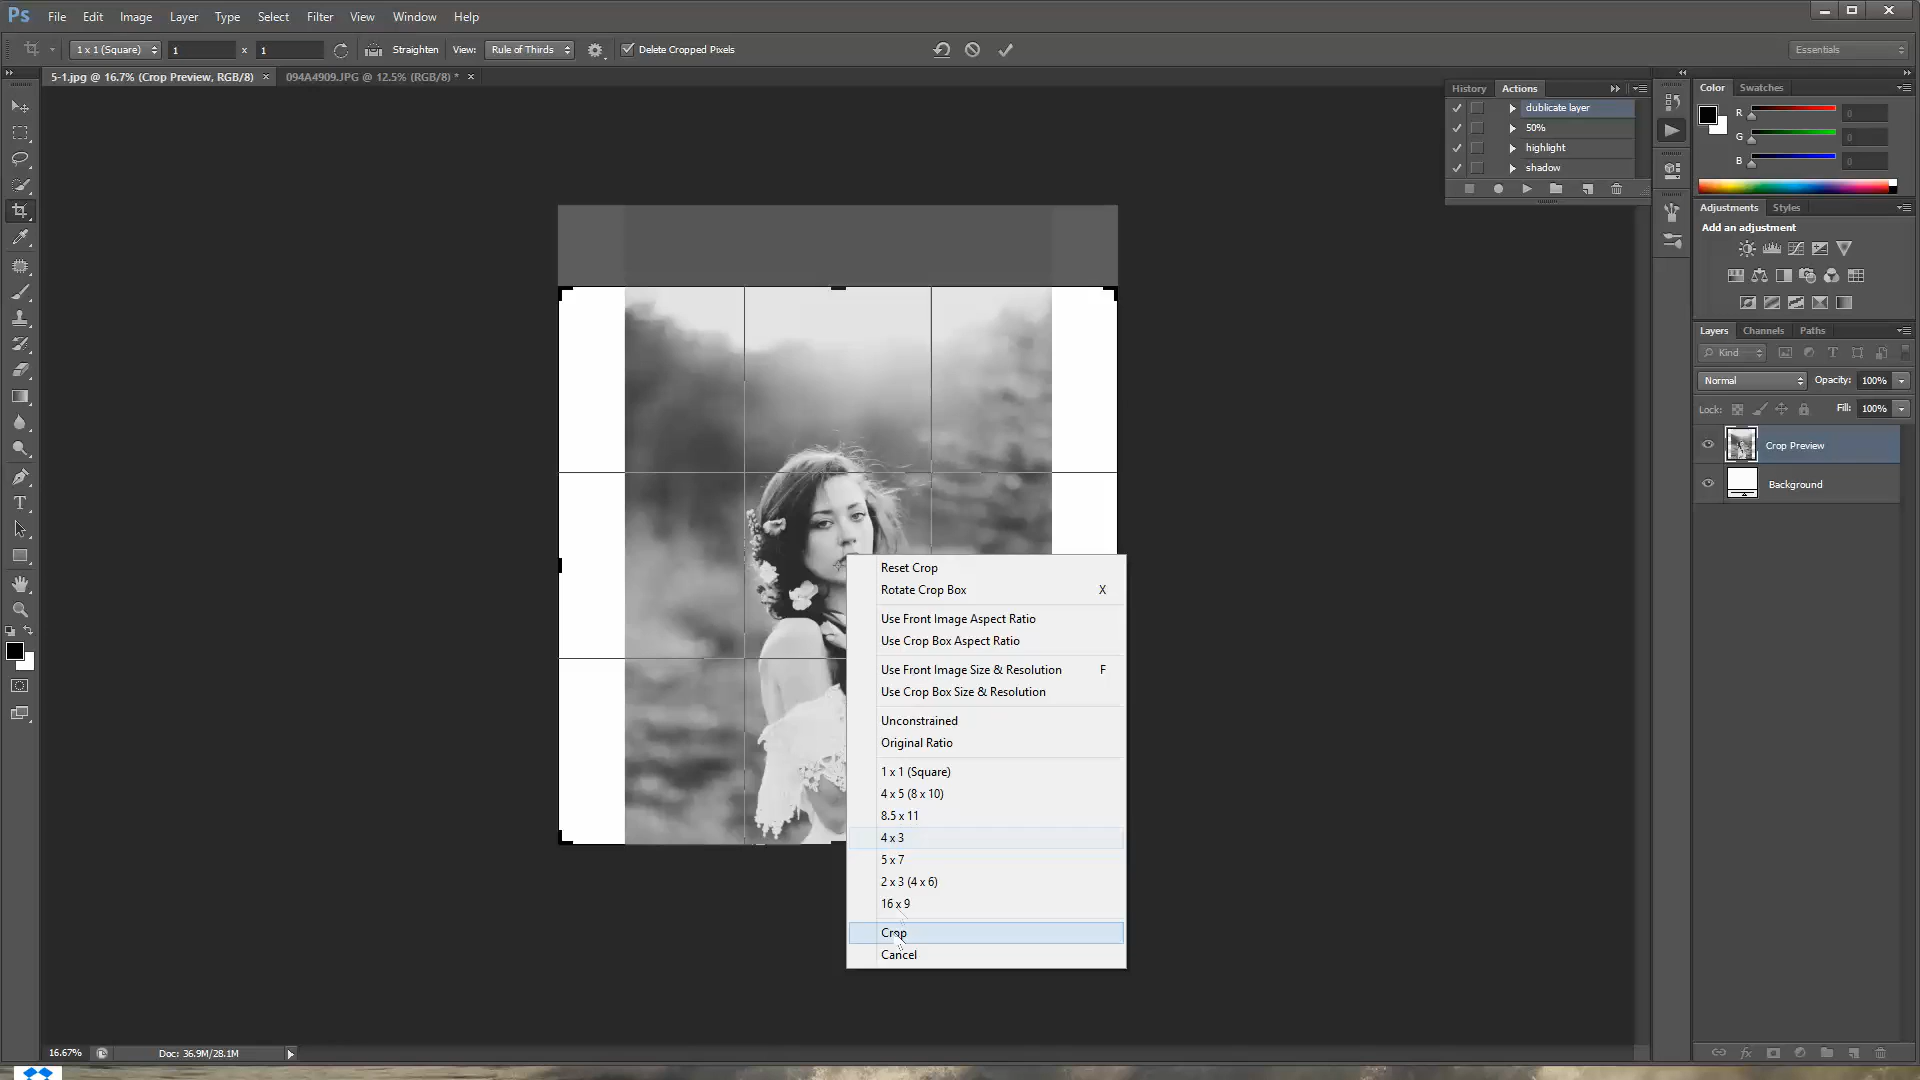 Ps File Edit Image Layer Type Select Filter View Window Help
1 x 1 (Square) 1 x 1 Straighten View: Rule of Thirds Delete Cropped Pixels Essentials
5-1.jpg @ 16.7% (Crop Preview, RGB/8) × 094A4909.JPG @ 12.5% (RGB/8) * ×
History Actions
dublicate layer
50%
highlight
shadow
Color Swatches
R 0
G 0
B 0
Adjustments Styles
Add an adjustment
Layers Channels Paths
Kind
Normal Opacity: 100%
Lock: Fill: 100%
Crop Preview
Background
Reset Crop
Rotate Crop Box X
Use Front Image Aspect Ratio
Use Crop Box Aspect Ratio
Use Front Image Size & Resolution F
Use Crop Box Size & Resolution
Unconstrained
Original Ratio
1 x 1 (Square)
4 x 5 (8 x 10)
8.5 x 11
4 x 3
5 x 7
2 x 3 (4 x 6)
16 x 9
Crop
Cancel
16.67% Doc: 36.9M/28.1M